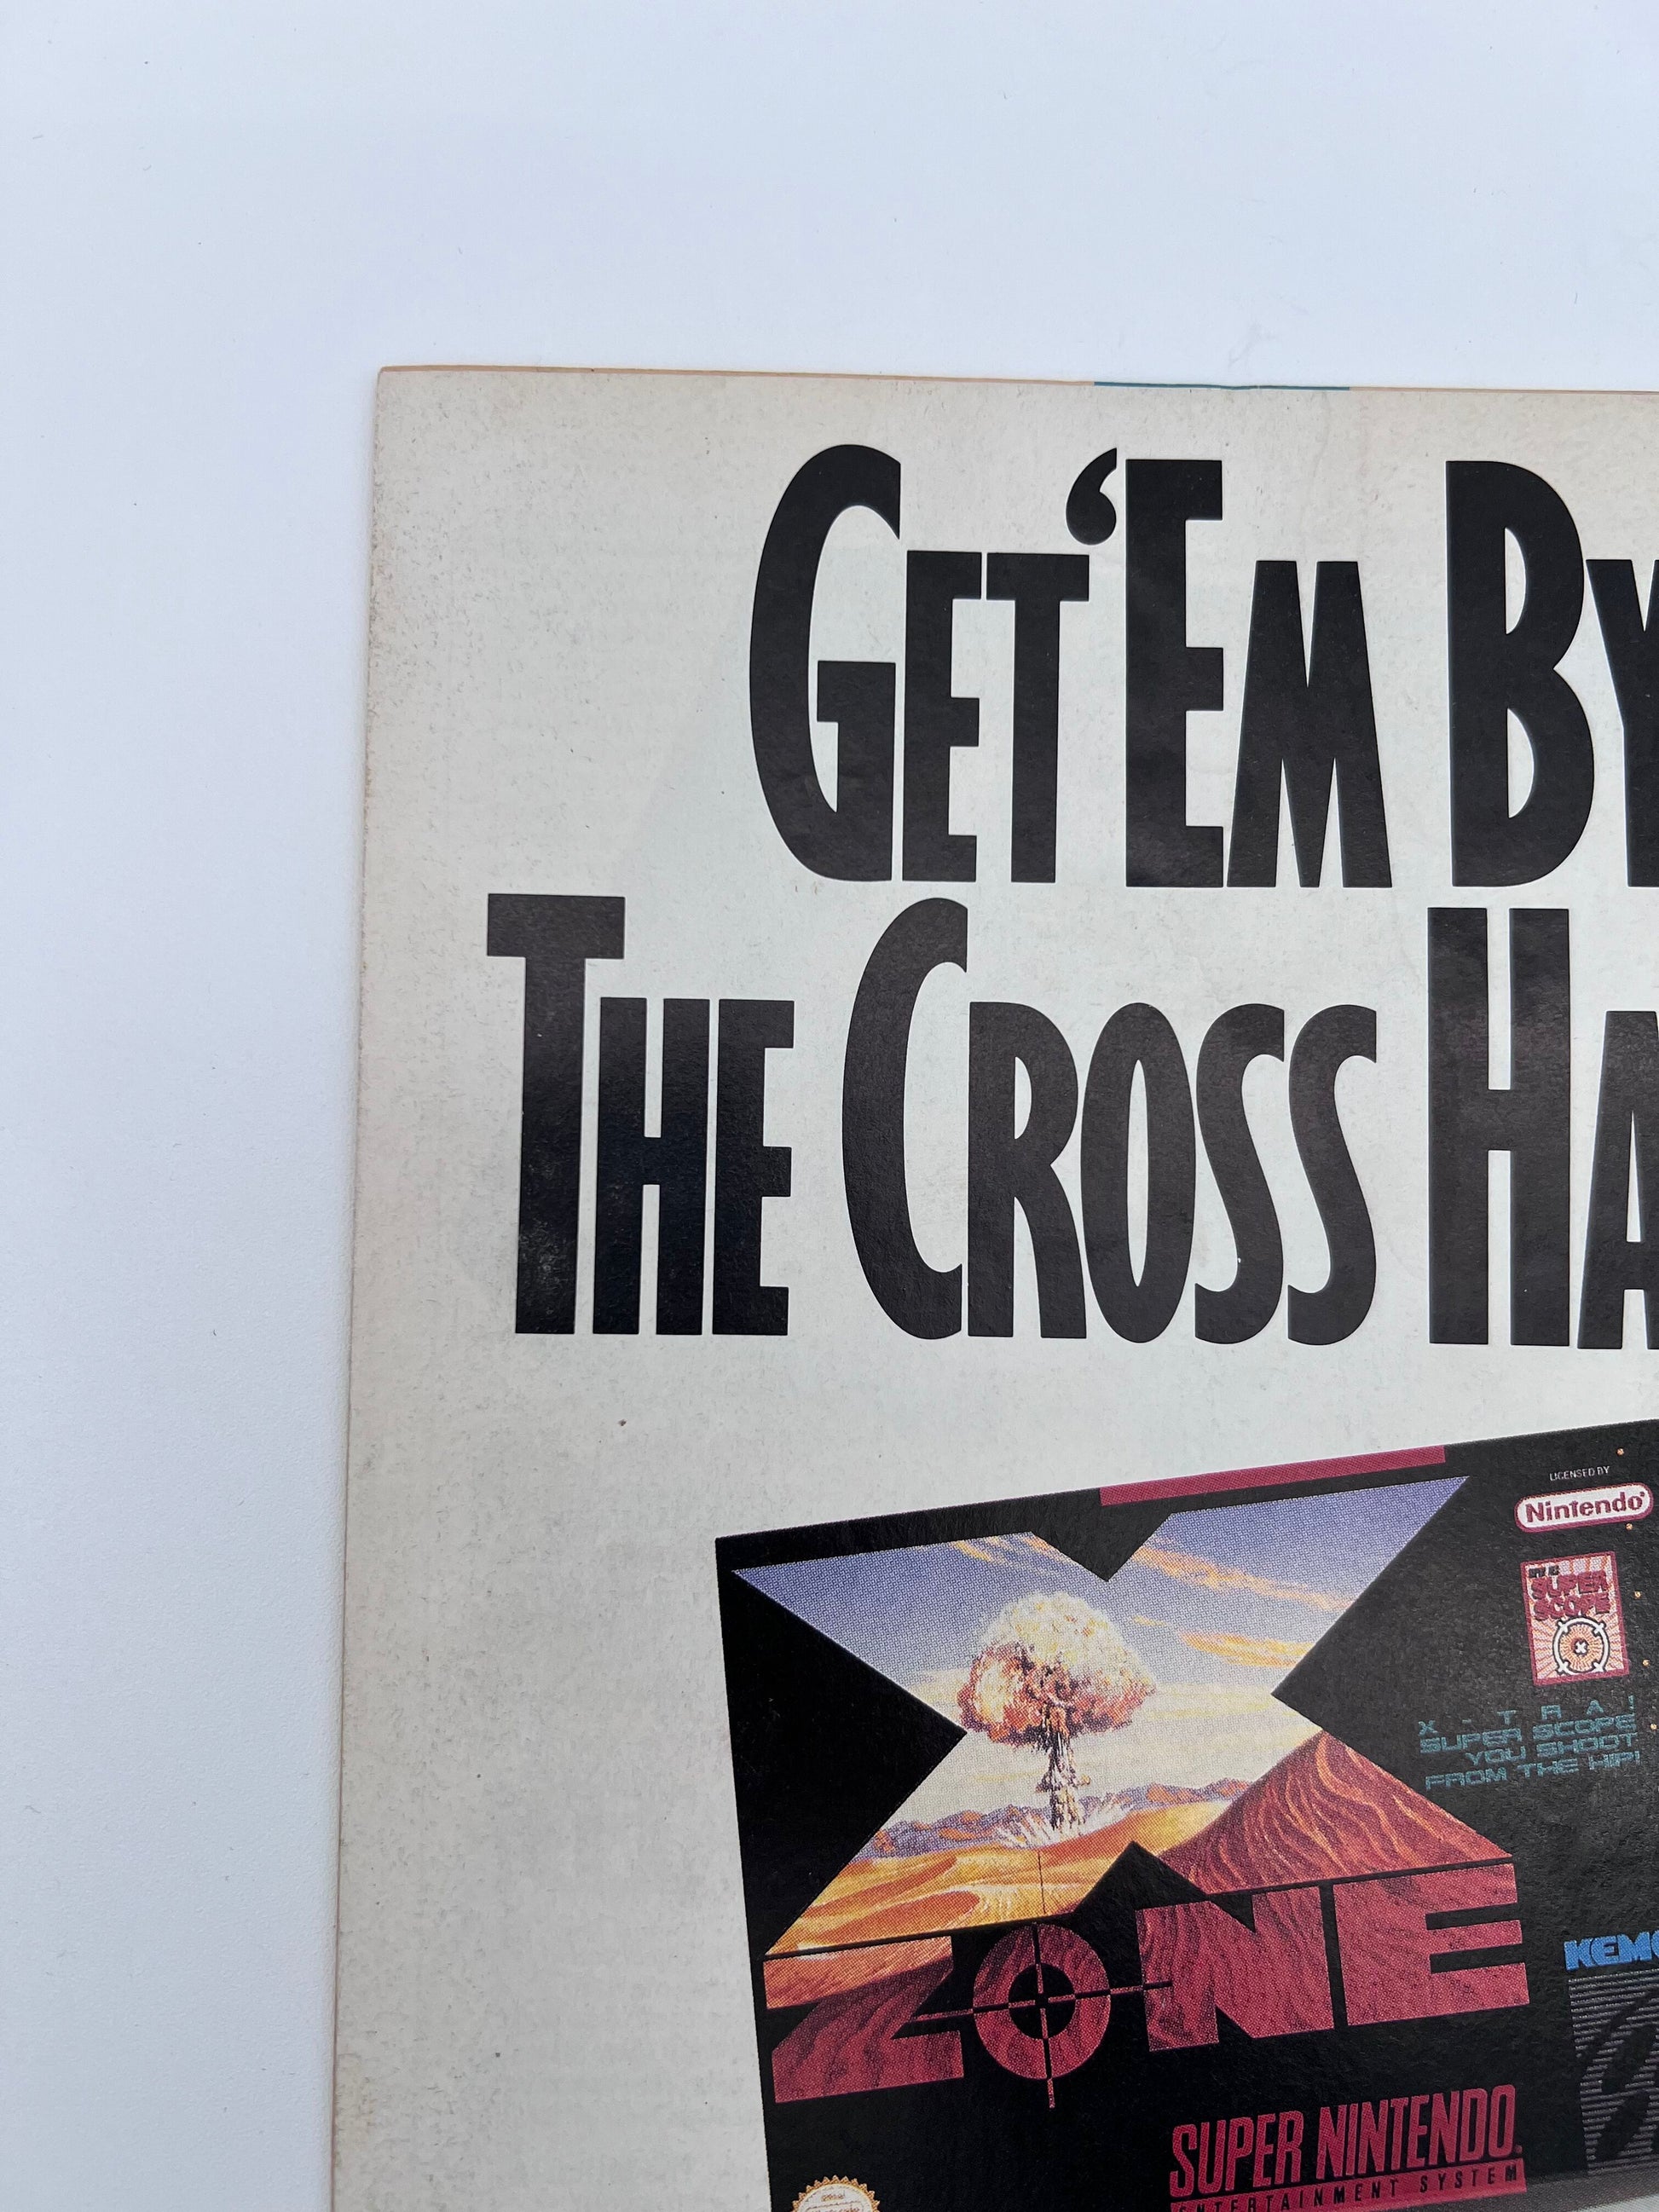 GET 'EM BY
THE CROSS HA
LICENSED BY
Nintendo
SUPER
SCOPE
X-TRA!
SUPER SCOPE
YOU SHOOT
FROM THE HIP!
X
ZONE
KEMC
SUPER NINTENDO
ENTERTAINMENT SYSTEM